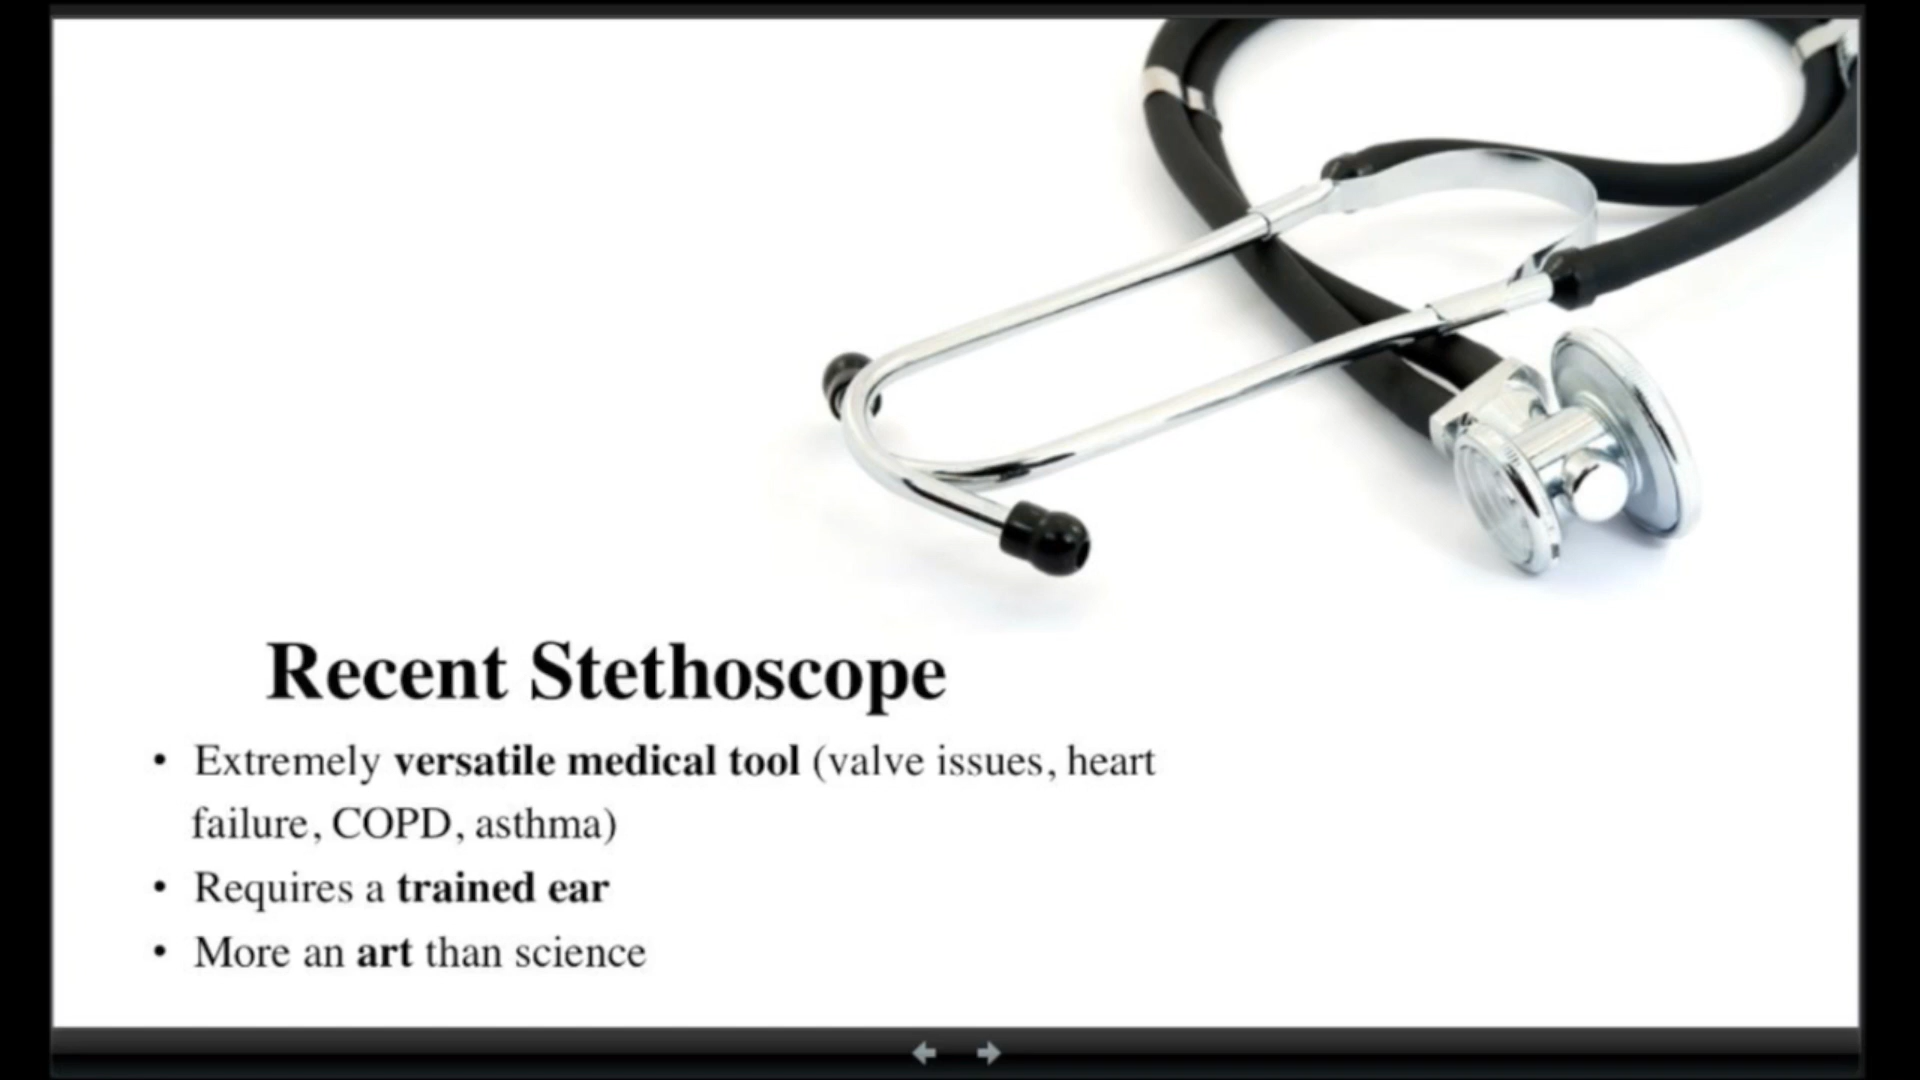 Recent Stethoscope
• Extremely versatile medical tool (valve issues, heart
failure, COPD, asthma)
• Requires a trained ear
• More an art than science